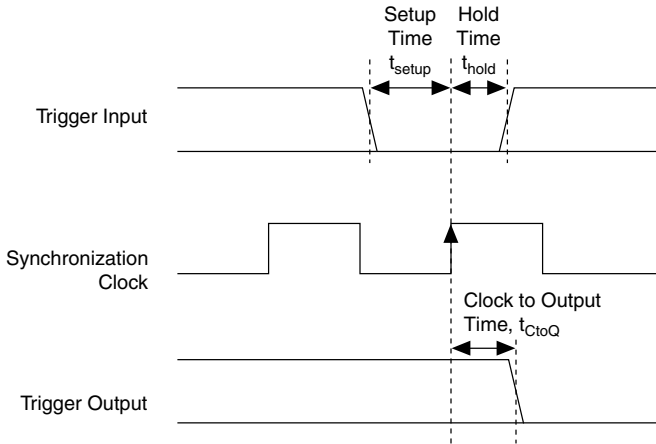 Setup
Time
tsetup
Hold
Time
thold
Trigger Input
Synchronization
Clock
Clock to Output
Time, tCtoQ
Trigger Output